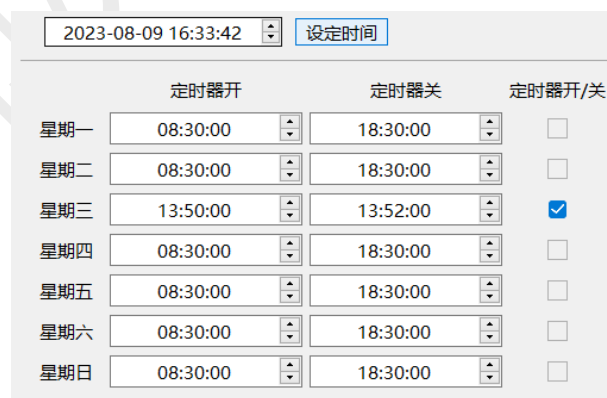 2023-08-09 16:33:42 设定时间
定时器开 定时器关 定时器开/关
星期一 08:30:00 18:30:00
星期二 08:30:00 18:30:00
星期三 13:50:00 13:52:00
星期四 08:30:00 18:30:00
星期五 08:30:00 18:30:00
星期六 08:30:00 18:30:00
星期日 08:30:00 18:30:00